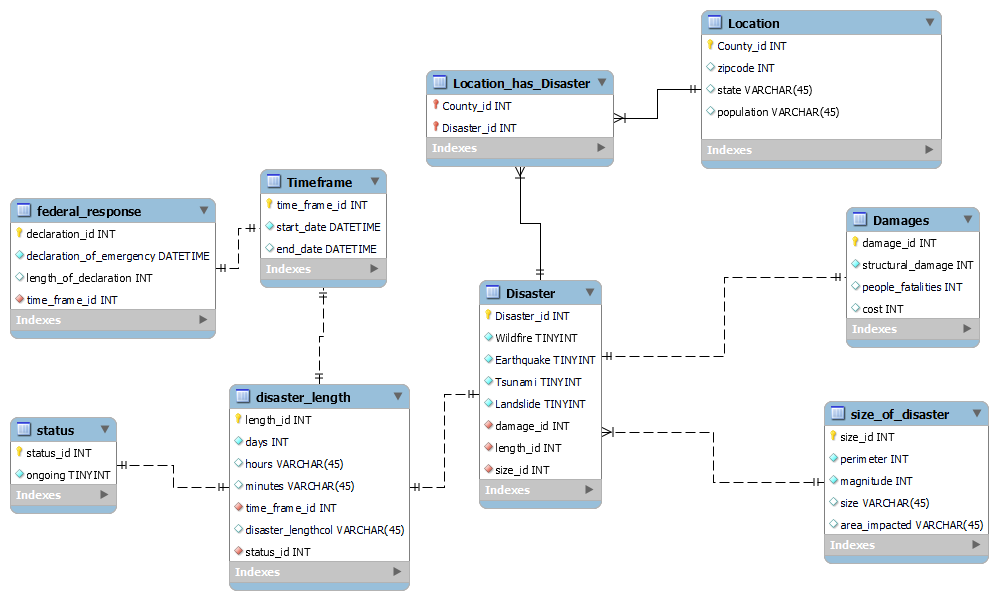 Location
County_id INT
zipcode INT
state VARCHAR(45)
population VARCHAR(45)
Indexes
Location_has_Disaster
County_id INT
Disaster_id INT
Indexes
Timeframe
time_frame_id INT
start_date DATETIME
end_date DATETIME
Indexes
federal_response
declaration_id INT
declaration_of_emergency DATETIME
length_of_declaration INT
time_frame_id INT
Indexes
Damages
damage_id INT
structural_damage INT
people_fatalities INT
cost INT
Indexes
Disaster
Disaster_id INT
Wildfire TINYINT
Earthquake TINYINT
Tsunami TINYINT
Landslide TINYINT
damage_id INT
length_id INT
size_id INT
Indexes
disaster_length
length_id INT
days INT
hours VARCHAR(45)
minutes VARCHAR(45)
time_frame_id INT
disaster_lengthcol VARCHAR(45)
status_id INT
Indexes
status
status_id INT
ongoing TINYINT
Indexes
size_of_disaster
size_id INT
perimeter INT
magnitude INT
size VARCHAR(45)
area_impacted VARCHAR(45)
Indexes